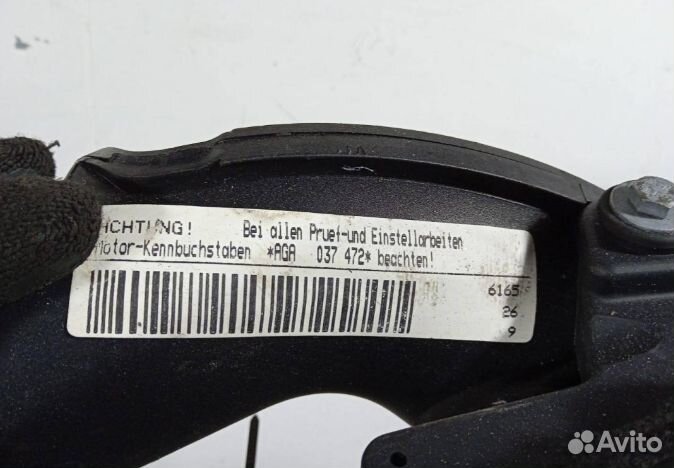 ACHTUNG! Bei allen Pruef-und Einstellarbeiten
Motor-Kennbuchstaben *AGA 037 472* beachten!
6165
26
9
Avito